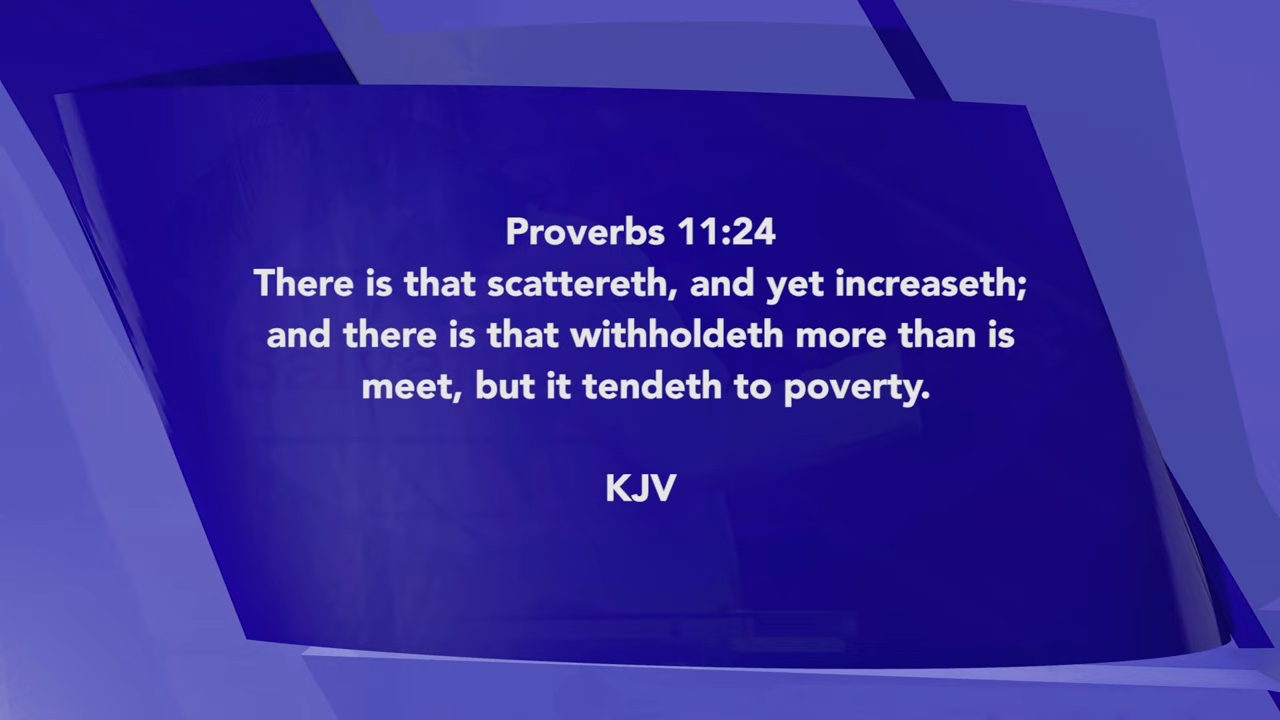 Proverbs 11:24
There is that scattereth, and yet increaseth;
and there is that withholdeth more than is
meet, but it tendeth to poverty.
KJV